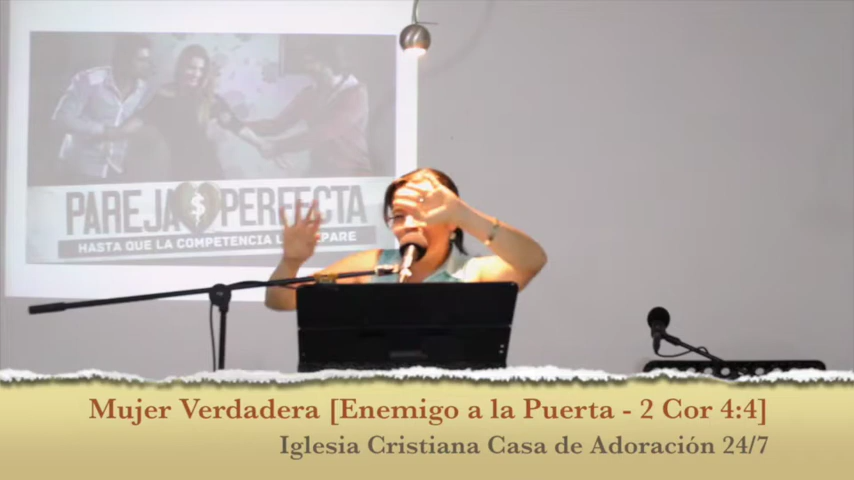 PAREJA $ PERFECTA
HASTA QUE LA COMPETENCIA PARE
Mujer Verdadera [Enemigo a la Puerta - 2 Cor 4:4]
Iglesia Cristiana Casa de Adoración 24/7